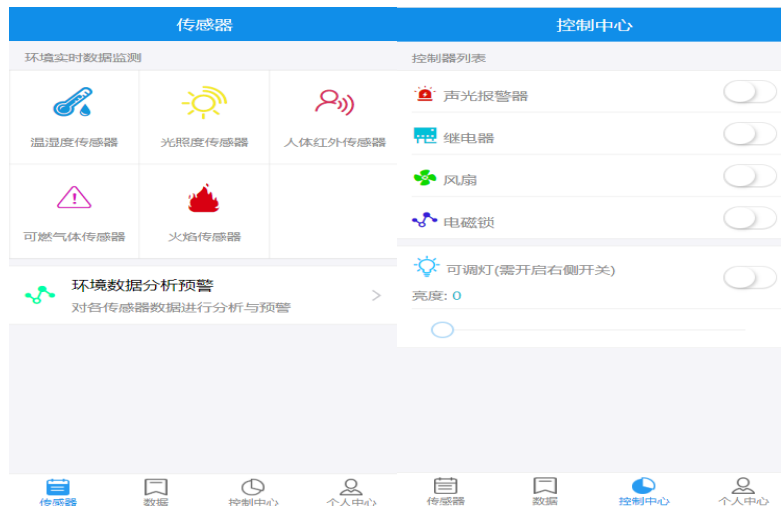 传感器
环境实时数据监测
温湿度传感器
光照度传感器
人体红外传感器
可燃气体传感器
火焰传感器
环境数据分析预警
对各传感器数据进行分析与预警
传感器
数据
控制中心
个人中心
控制中心
控制器列表
声光报警器
继电器
风扇
电磁锁
可调灯(需开启右侧开关)
亮度: 0
传感器
数据
控制中心
个人中心